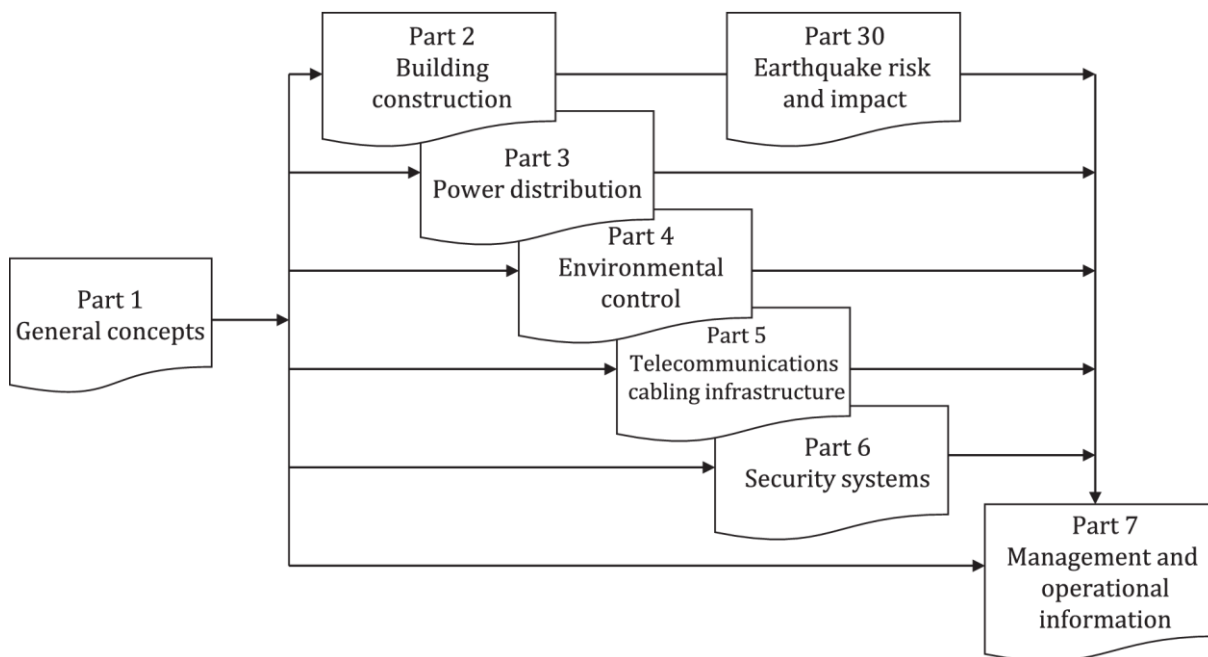 Part 2
Building
construction
Part 30
Earthquake risk
and impact
Part 3
Power distribution
Part 4
Environmental
control
Part 1
General concepts
Part 5
Telecommunications
cabling infrastructure
Part 6
Security systems
Part 7
Management and
operational
information